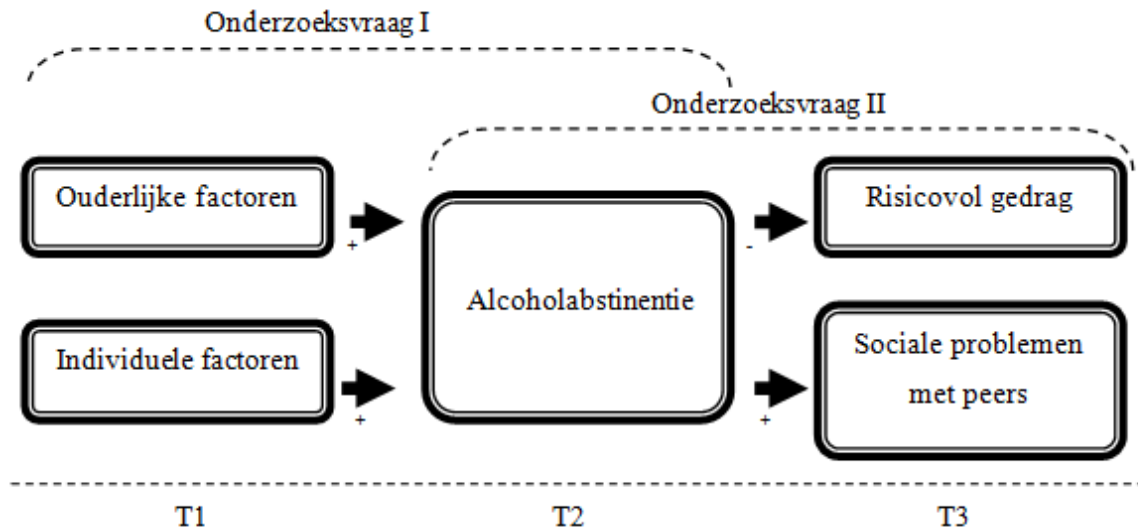 Onderzoeksvraag I
Onderzoeksvraag II
Ouderlijke factoren
+
Individuele factoren
+
Alcoholabstinentie
-
Risicovol gedrag
+
Sociale problemen
met peers
T1
T2
T3